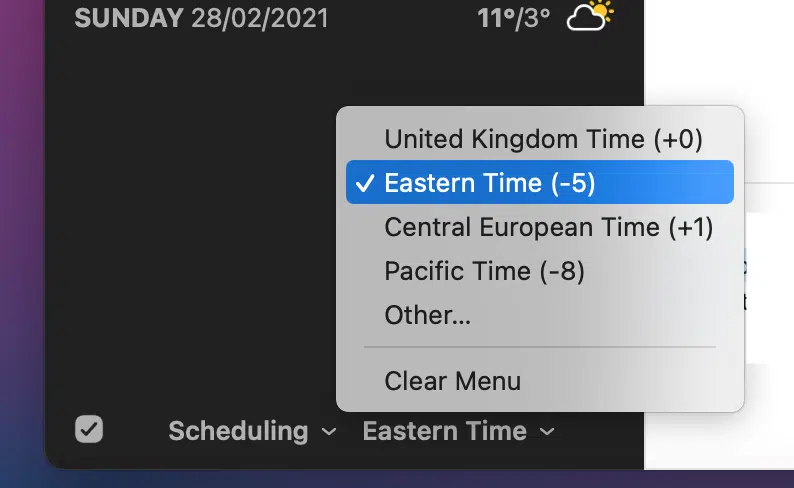 SUNDAY 28/02/2021 11°/3°
United Kingdom Time (+0)
Eastern Time (-5)
Central European Time (+1)
Pacific Time (-8)
Other...
Clear Menu
Scheduling Eastern Time